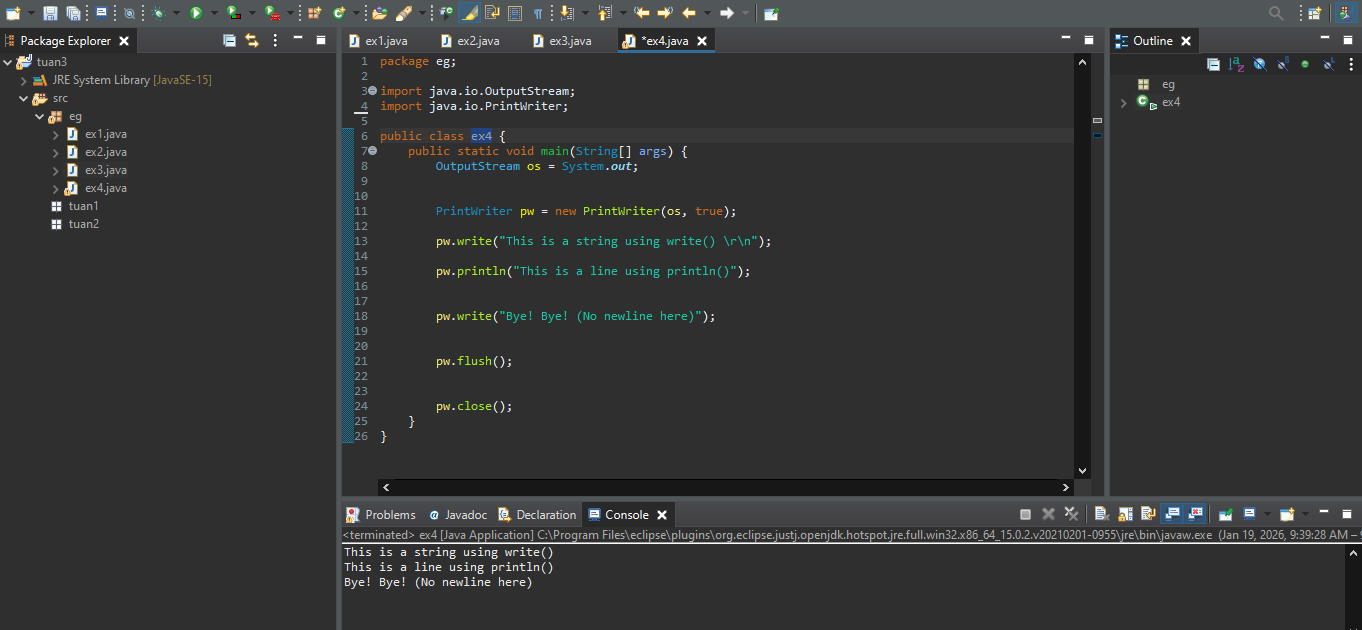 Package Explorer
tuan3
JRE System Library [JavaSE-15]
src
eg
ex1.java
ex2.java
ex3.java
ex4.java
tuan1
tuan2
ex1.java ex2.java ex3.java *ex4.java
1 package eg;
2
3 import java.io.OutputStream;
4 import java.io.PrintWriter;
5
6 public class ex4 {
7 public static void main(String[] args) {
8 OutputStream os = System.out;
9
10
11 PrintWriter pw = new PrintWriter(os, true);
12
13 pw.write("This is a string using write() \r\n");
14
15 pw.println("This is a line using println()");
16
17
18 pw.write("Bye! Bye! (No newline here)");
19
20
21 pw.flush();
22
23
24 pw.close();
25 }
26 }
Outline
eg
ex4
Problems Javadoc Declaration Console
<terminated> ex4 [Java Application] C:\Program Files\eclipse\plugins\org.eclipse.justj.openjdk.hotspot.jre.full.win32.x86_64_15.0.2.v20210201-0955\jre\bin\javaw.exe (Jan 19, 2026, 9:39:28 AM –
This is a string using write()
This is a line using println()
Bye! Bye! (No newline here)